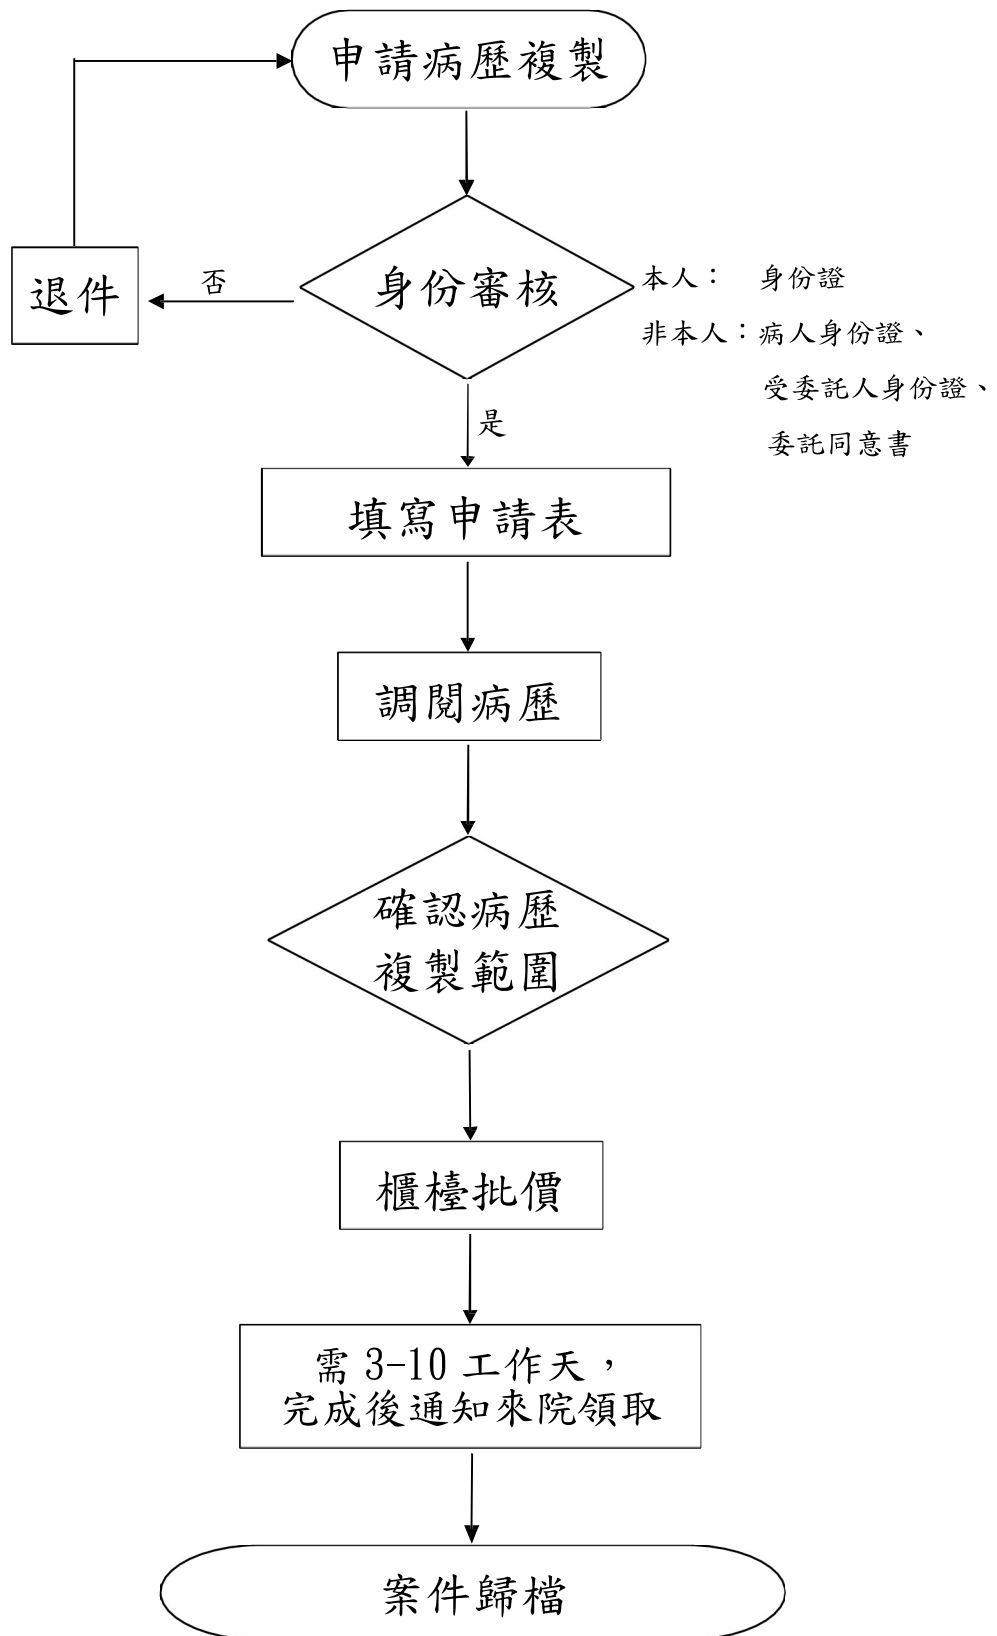 申請病歷複製
身份審核
本人： 身份證
否
退件
非本人：病人身份證、
受委託人身份證、
是
委託同意書
填寫申請表
調閱病歷
確認病歷
複製範圍
櫃檯批價
需 3-10 工作天，
完成後通知來院領取
案件歸檔